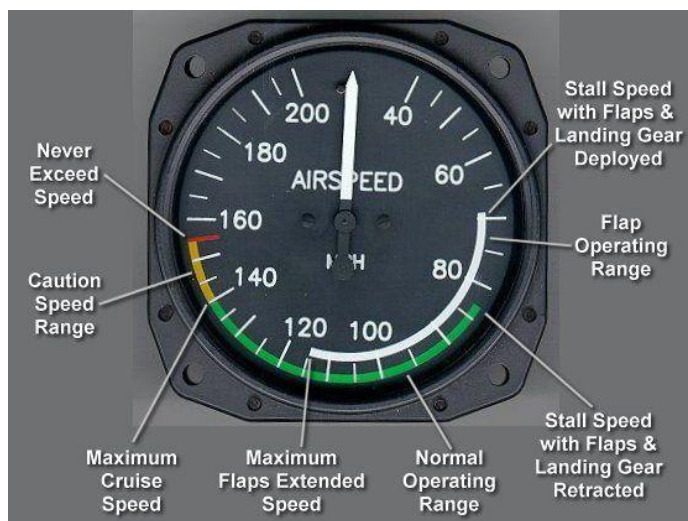 Stall Speed
with Flaps &
Landing Gear
Deployed
Never
Exceed
Speed
Flap
Operating
Range
Caution
Speed
Range
200
40
180
60
AIRSPEED
160
MPH
80
140
120
100
Maximum
Cruise
Speed
Maximum
Flaps Extended
Speed
Normal
Operating
Range
Stall Speed
with Flaps &
Landing Gear
Retracted